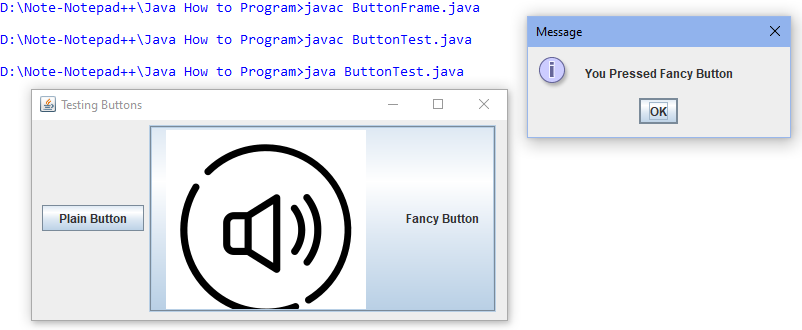 D:\Note-Notepad++\Java How to Program>javac ButtonFrame.java
D:\Note-Notepad++\Java How to Program>javac ButtonTest.java
D:\Note-Notepad++\Java How to Program>java ButtonTest.java
Testing Buttons
Plain Button
Fancy Button
Message
You Pressed Fancy Button
OK